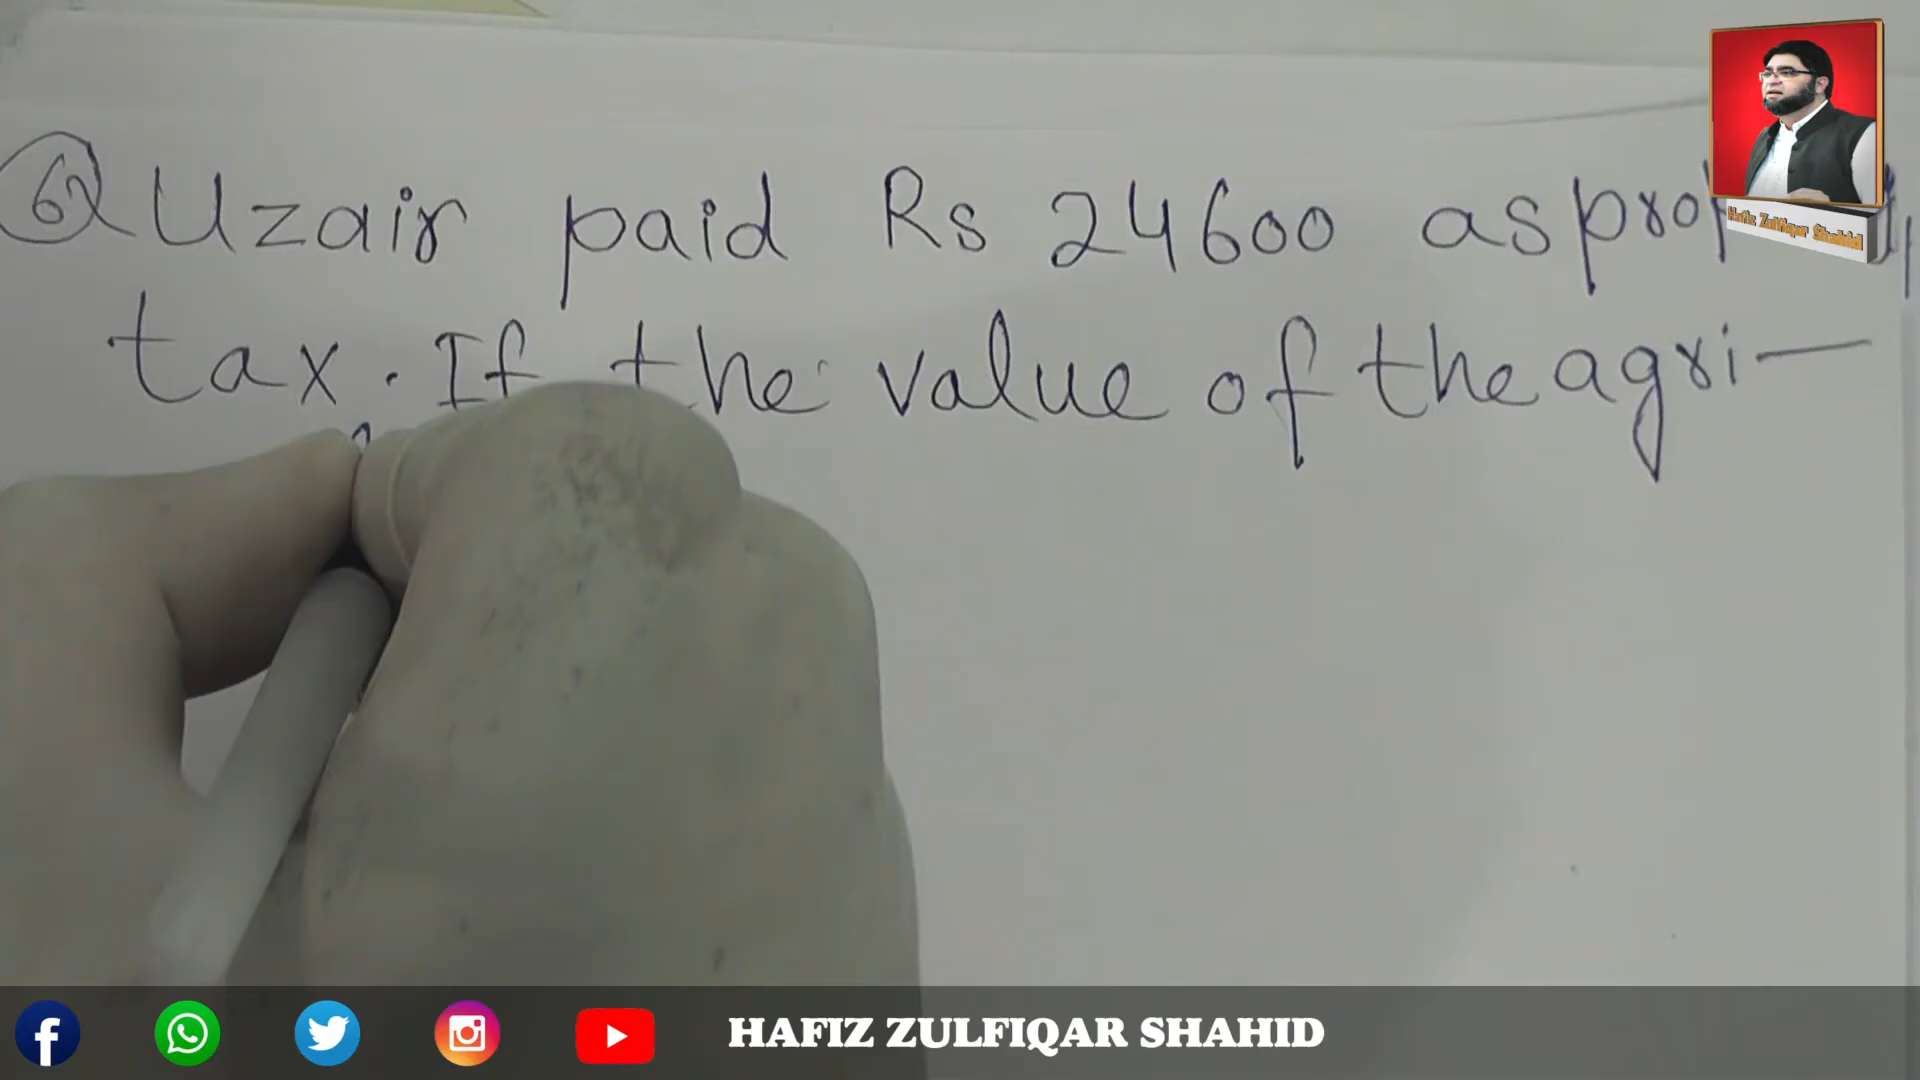 6 Uzair paid Rs 24600 as
tax. If the value of the agri-
Hafiz Zulfiqar Shahid
HAFIZ ZULFIQAR SHAHID